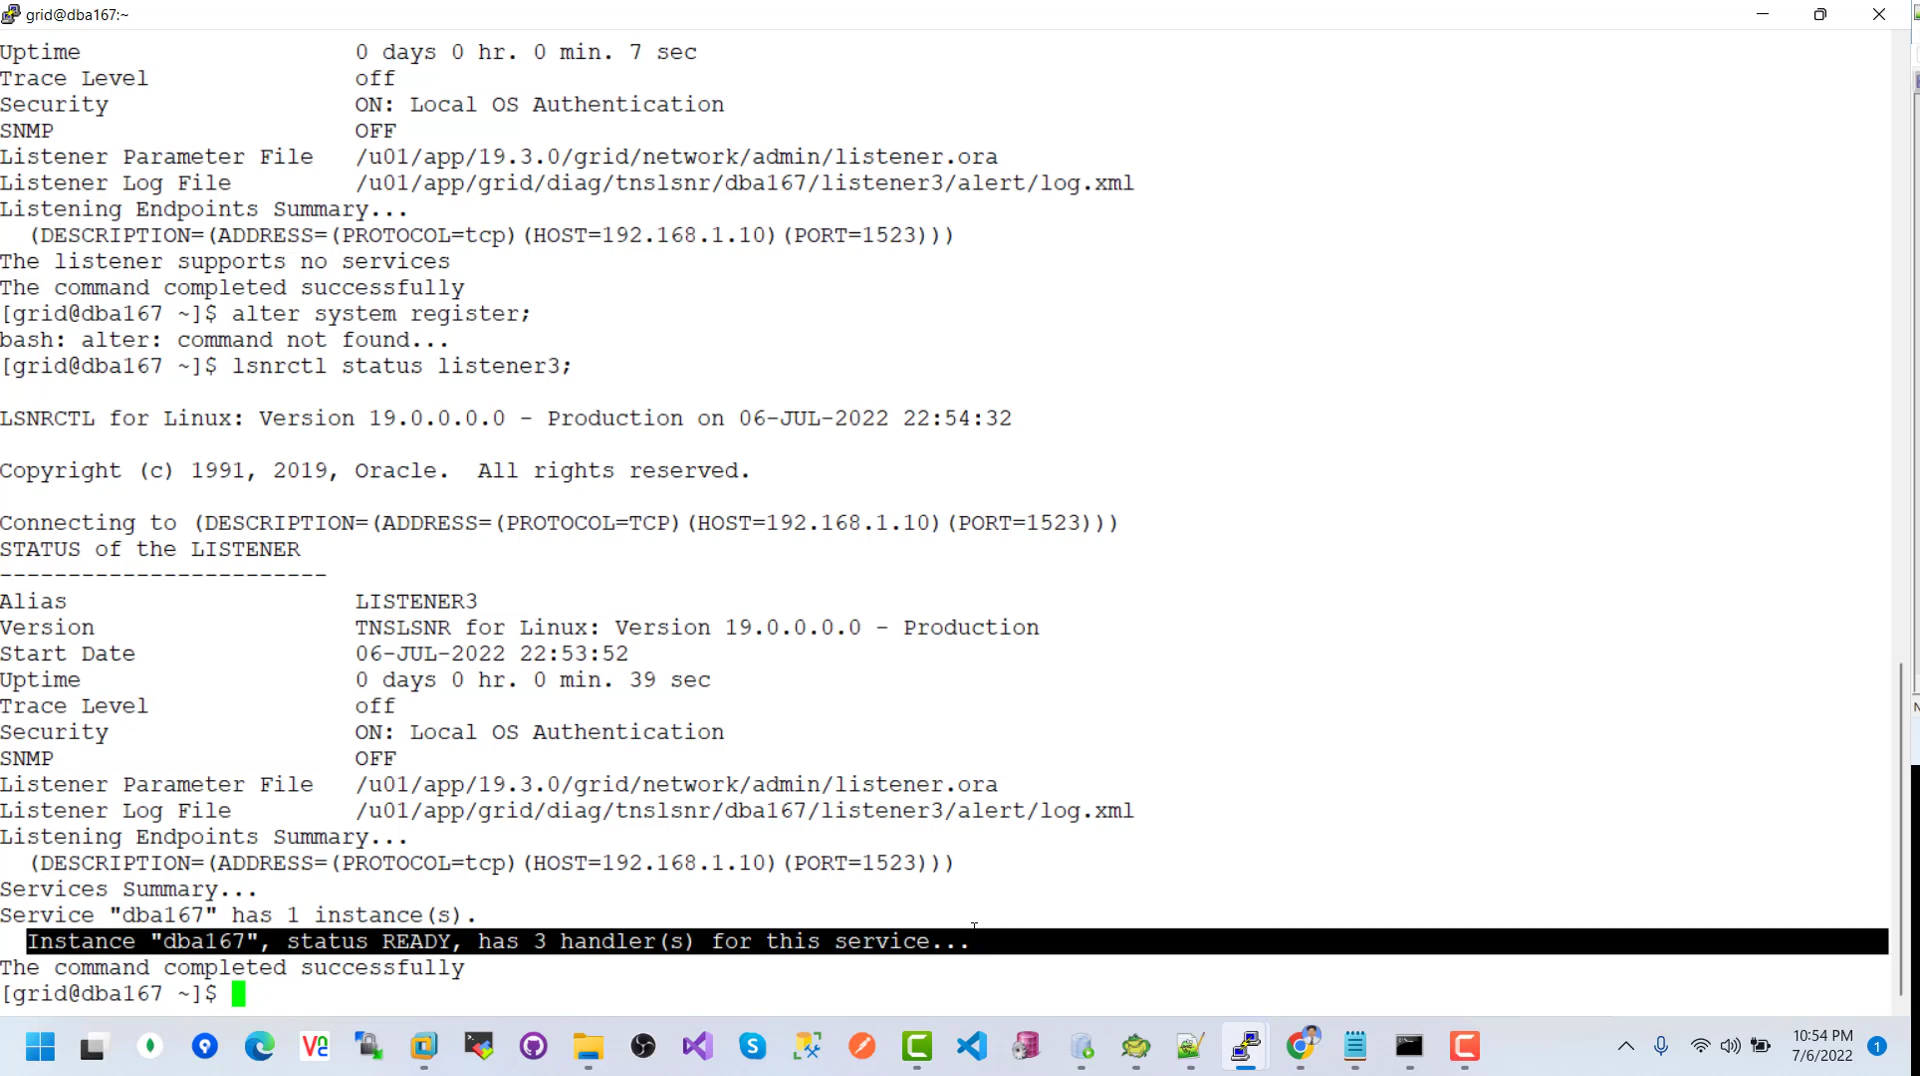 grid@dba167:~
Uptime                    0 days 0 hr. 0 min. 7 sec
Trace Level               off
Security                  ON: Local OS Authentication
SNMP                      OFF
Listener Parameter File   /u01/app/19.3.0/grid/network/admin/listener.ora
Listener Log File         /u01/app/grid/diag/tnslsnr/dba167/listener3/alert/log.xml
Listening Endpoints Summary...
  (DESCRIPTION=(ADDRESS=(PROTOCOL=tcp)(HOST=192.168.1.10)(PORT=1523)))
The listener supports no services
The command completed successfully
[grid@dba167 ~]$ alter system register;
bash: alter: command not found...
[grid@dba167 ~]$ lsnrctl status listener3;
LSNRCTL for Linux: Version 19.0.0.0.0 - Production on 06-JUL-2022 22:54:32
Copyright (c) 1991, 2019, Oracle.  All rights reserved.
Connecting to (DESCRIPTION=(ADDRESS=(PROTOCOL=TCP)(HOST=192.168.1.10)(PORT=1523)))
STATUS of the LISTENER
------------------------
Alias                     LISTENER3
Version                   TNSLSNR for Linux: Version 19.0.0.0.0 - Production
Start Date                06-JUL-2022 22:53:52
Uptime                    0 days 0 hr. 0 min. 39 sec
Trace Level               off
Security                  ON: Local OS Authentication
SNMP                      OFF
Listener Parameter File   /u01/app/19.3.0/grid/network/admin/listener.ora
Listener Log File         /u01/app/grid/diag/tnslsnr/dba167/listener3/alert/log.xml
Listening Endpoints Summary...
  (DESCRIPTION=(ADDRESS=(PROTOCOL=tcp)(HOST=192.168.1.10)(PORT=1523)))
Services Summary...
Service "dba167" has 1 instance(s).
  Instance "dba167", status READY, has 3 handler(s) for this service...
The command completed successfully
[grid@dba167 ~]$
10:54 PM
7/6/2022
1